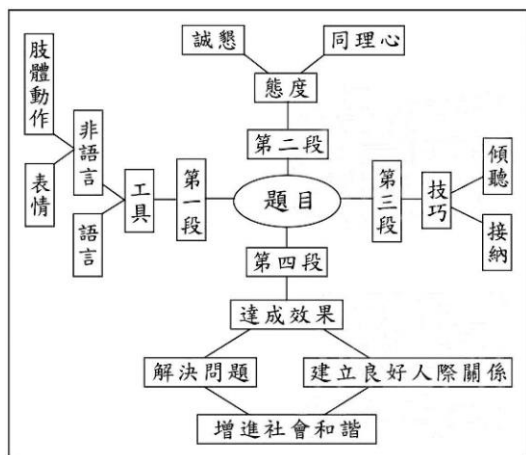 誠懇
同理心
態度
第二段
肢體動作
表情
非語言
語言
工具
第一段
題目
第三段
技巧
傾聽
接納
第四段
達成效果
解決問題
建立良好人際關係
增進社會和諧